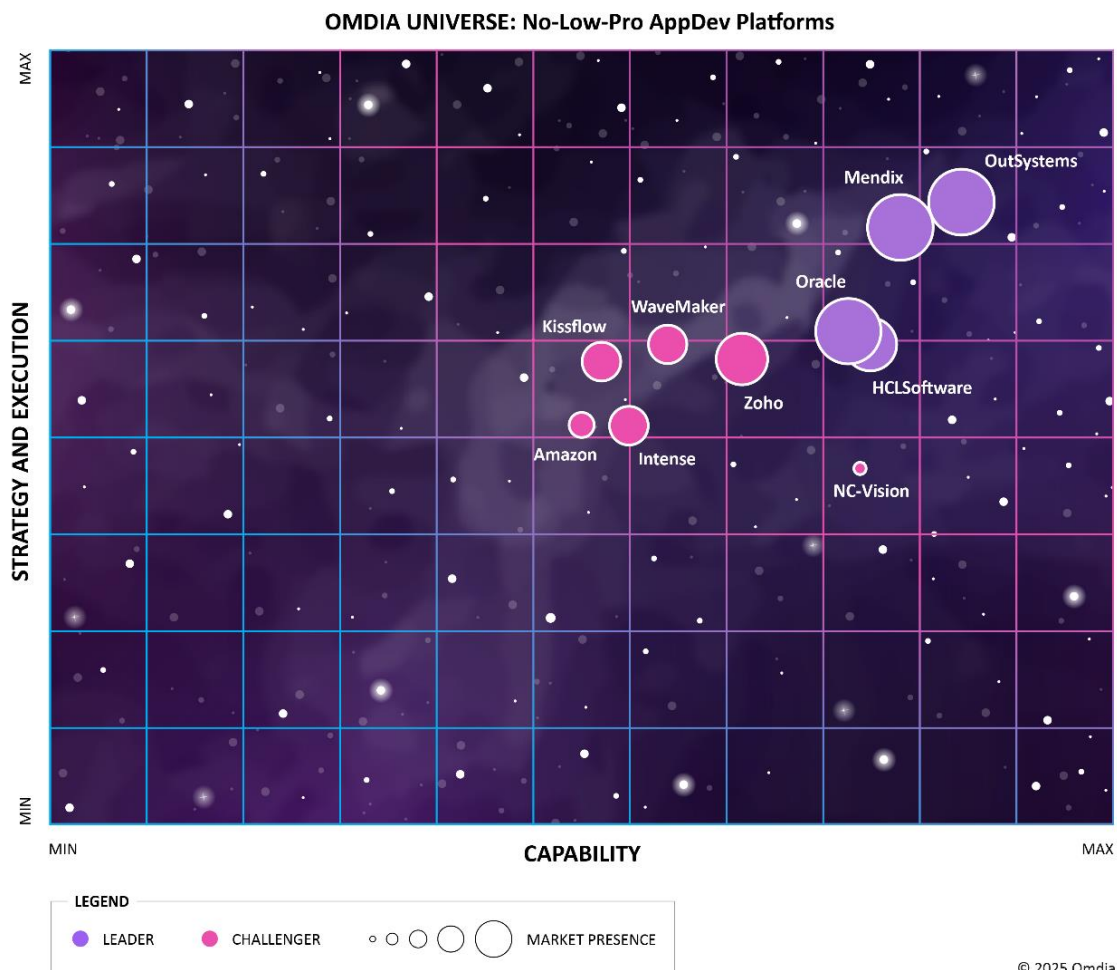 OMDIA UNIVERSE: No-Low-Pro AppDev Platforms
MAX
OutSystems
Mendix
Oracle
WaveMaker
Kissflow
HCLSoftware
Zoho
Amazon
Intense
NC-Vision
STRATEGY AND EXECUTION
MIN
MIN
CAPABILITY
MAX
LEGEND
LEADER
CHALLENGER
MARKET PRESENCE
© 2025 Omdia